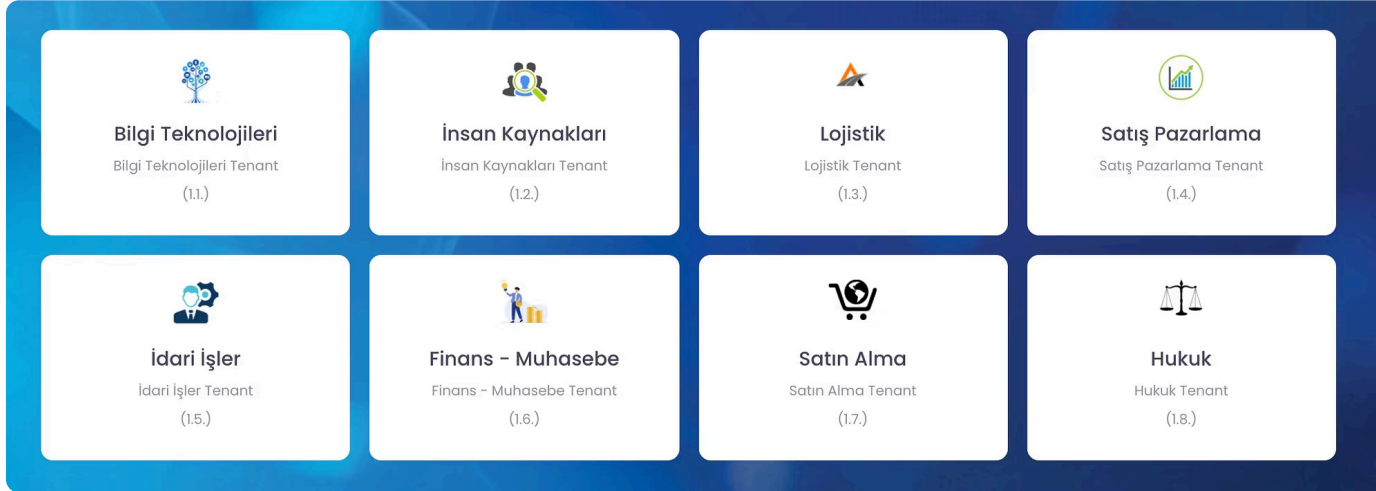 Bilgi Teknolojileri
Bilgi Teknolojileri Tenant
(1.1.)
İnsan Kaynakları
İnsan Kaynakları Tenant
(1.2.)
Lojistik
Lojistik Tenant
(1.3.)
Satış Pazarlama
Satış Pazarlama Tenant
(1.4.)
İdari İşler
İdari İşler Tenant
(1.5.)
Finans - Muhasebe
Finans - Muhasebe Tenant
(1.6.)
Satın Alma
Satın Alma Tenant
(1.7.)
Hukuk
Hukuk Tenant
(1.8.)